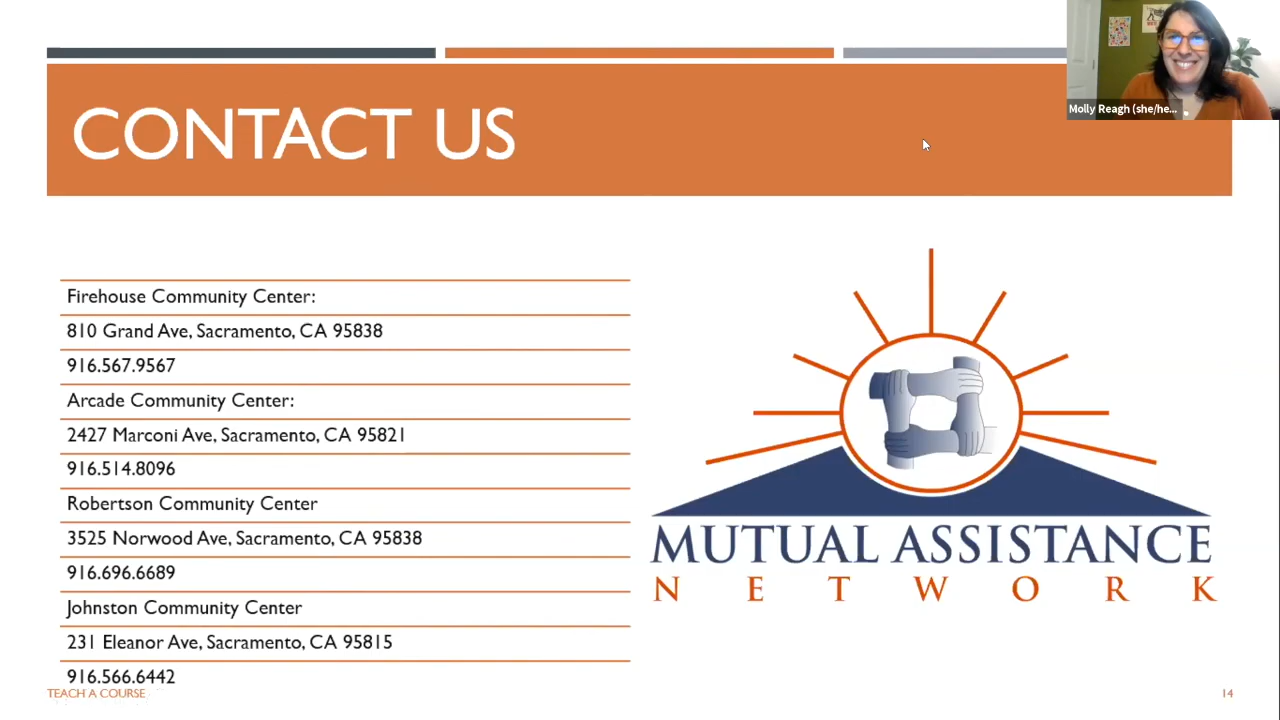 CONTACT US
Molly Reagh (she/he...
Firehouse Community Center:
810 Grand Ave, Sacramento, CA 95838
916.567.9567
Arcade Community Center:
2427 Marconi Ave, Sacramento, CA 95821
916.514.8096
Robertson Community Center
3525 Norwood Ave, Sacramento, CA 95838
916.696.6689
Johnston Community Center
231 Eleanor Ave, Sacramento, CA 95815
916.566.6442
MUTUAL ASSISTANCE
NETWORK
TEACH A COURSE
14